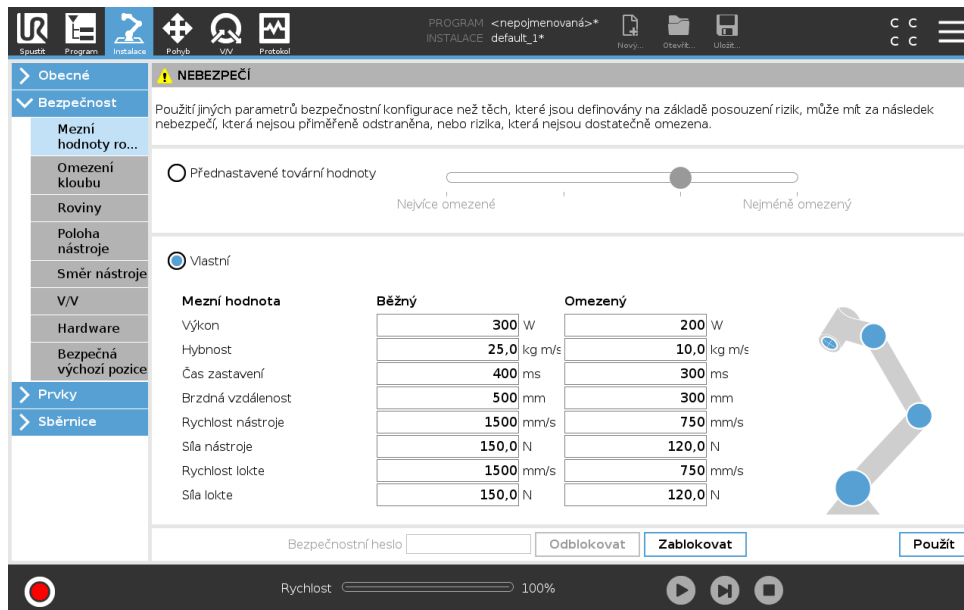 PROGRAM <nepojmenovaná>*
INSTALACE default_1*
Spustit Program Instalace Pohyb V/V Protokol Nový... Otevřít... Uložit...
C C
C C
Obecné
Bezpečnost
Mezní
hodnoty ro...
Omezení
kloubu
Roviny
Poloha
nástroje
Směr nástroje
V/V
Hardware
Bezpečná
výchozí pozice
Prvky
Sběrnice
NEBEZPEČÍ
Použití jiných parametrů bezpečnostní konfigurace než těch, které jsou definovány na základě posouzení rizik, může mít za následek
nebezpečí, která nejsou přiměřeně odstraněna, nebo rizika, která nejsou dostatečně omezena.
Přednastavené tovární hodnoty
Nejvíce omezené Nejméně omezený
Vlastní
Mezní hodnota Běžný Omezený
Výkon 300 W 200 W
Hybnost 25,0 kg m/s 10,0 kg m/s
Čas zastavení 400 ms 300 ms
Brzdná vzdálenost 500 mm 300 mm
Rychlost nástroje 1500 mm/s 750 mm/s
Síla nástroje 150,0 N 120,0 N
Rychlost lokte 1500 mm/s 750 mm/s
Síla lokte 150,0 N 120,0 N
Bezpečnostní heslo Odblokovat Zablokovat Použít
Rychlost 100%